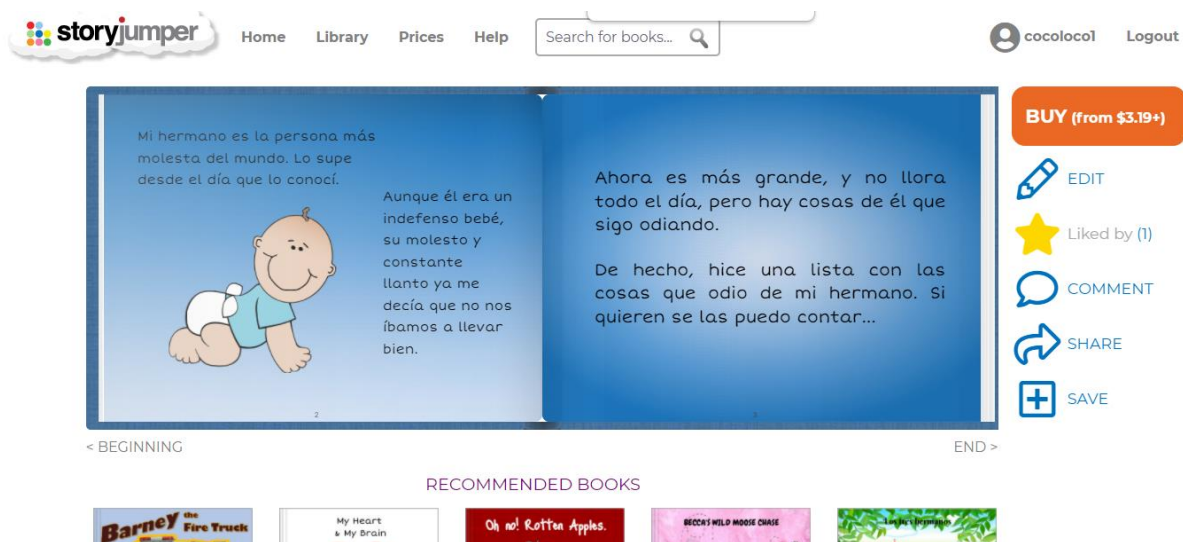 storyjumper
Home Library Prices Help Search for books...
cocoloco1 Logout
Mi hermano es la persona más
molesta del mundo. Lo supe
desde el día que lo conocí.
Aunque él era un
indefenso bebé,
su molesto y
constante
llanto ya me
decía que no nos
íbamos a llevar
bien.
2
Ahora es más grande, y no llora
todo el día, pero hay cosas de él que
sigo odiando.
De hecho, hice una lista con las
cosas que odio de mi hermano. Si
quieren se las puedo contar...
3
BUY (from $3.19+)
EDIT
Liked by (1)
COMMENT
SHARE
SAVE
< BEGINNING
END >
RECOMMENDED BOOKS
Barney the Fire Truck
My Heart
& My Brain
Oh no! Rotten Apples.
BECCA'S WILD MOOSE CHASE
Los tres hermanos